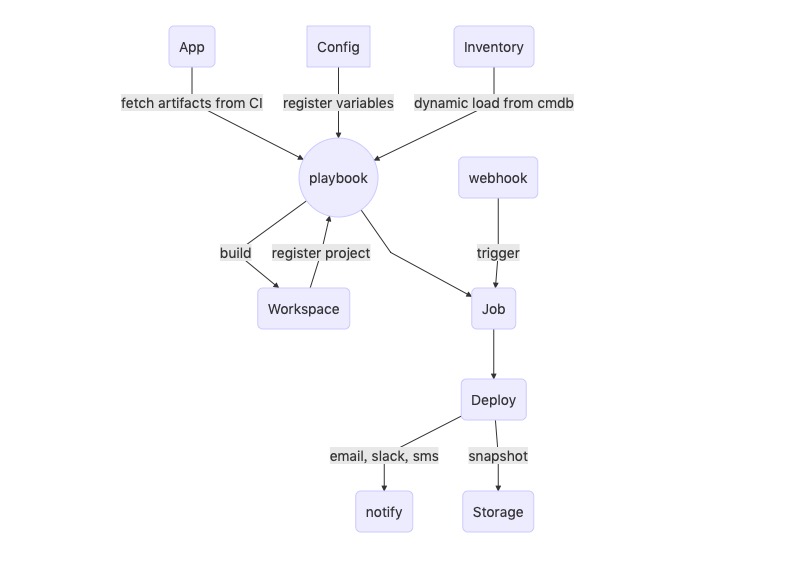 App
Config
Inventory
fetch artifacts from CI
register variables
dynamic load from cmdb
playbook
webhook
build
register project
trigger
Workspace
Job
Deploy
email, slack, sms
snapshot
notify
Storage